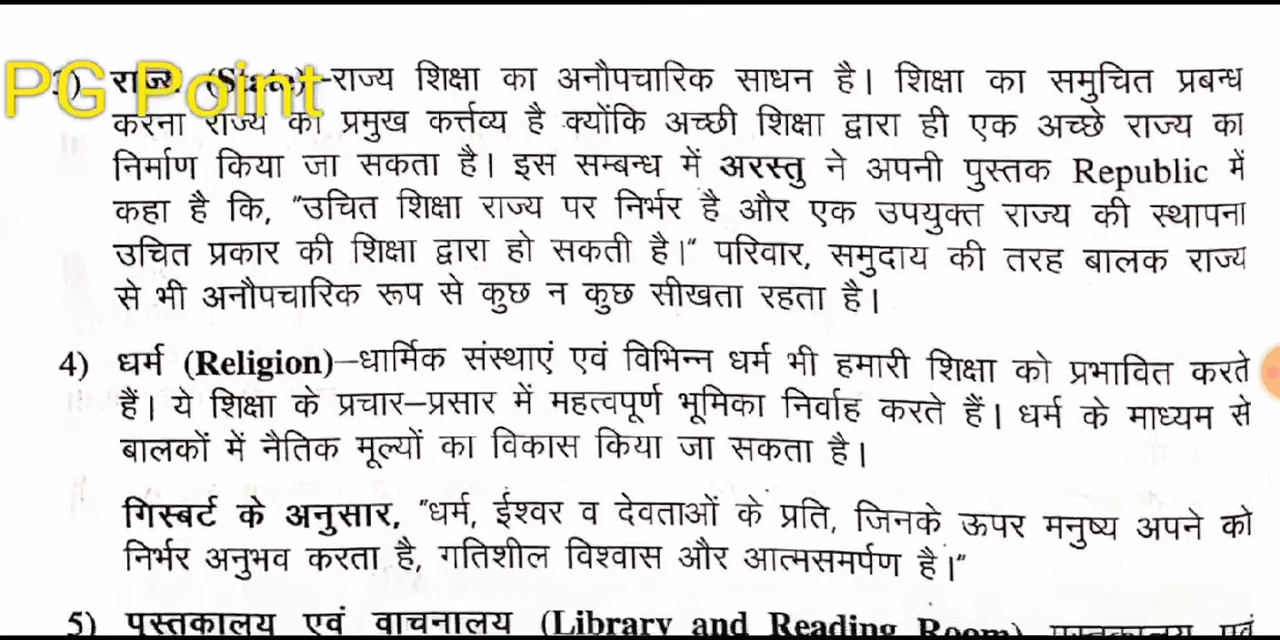 PG Point
3) राज्य (State)–राज्य शिक्षा का अनौपचारिक साधन है। शिक्षा का समुचित प्रबन्ध
करना राज्य का प्रमुख कर्त्तव्य है क्योंकि अच्छी शिक्षा द्वारा ही एक अच्छे राज्य का
निर्माण किया जा सकता है। इस सम्बन्ध में अरस्तु ने अपनी पुस्तक Republic में
कहा है कि, "उचित शिक्षा राज्य पर निर्भर है और एक उपयुक्त राज्य की स्थापना
उचित प्रकार की शिक्षा द्वारा हो सकती है।" परिवार, समुदाय की तरह बालक राज्य
से भी अनौपचारिक रूप से कुछ न कुछ सीखता रहता है।
4) धर्म (Religion)–धार्मिक संस्थाएं एवं विभिन्न धर्म भी हमारी शिक्षा को प्रभावित करते
हैं। ये शिक्षा के प्रचार–प्रसार में महत्वपूर्ण भूमिका निर्वाह करते हैं। धर्म के माध्यम से
बालकों में नैतिक मूल्यों का विकास किया जा सकता है।
गिस्बर्ट के अनुसार, "धर्म, ईश्वर व देवताओं के प्रति, जिनके ऊपर मनुष्य अपने को
निर्भर अनुभव करता है, गतिशील विश्वास और आत्मसमर्पण है।"
5) पुस्तकालय एवं वाचनालय (Library and Reading Room) पुस्तकालय एवं